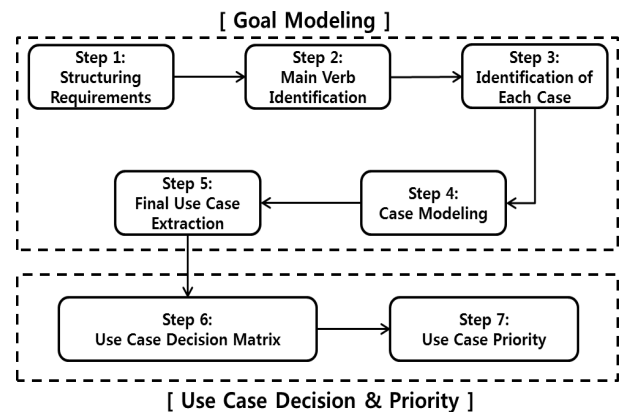 [ Goal Modeling ]
Step 1:
Structuring
Requirements
Step 2:
Main Verb
Identification
Step 3:
Identification of
Each Case
Step 4:
Case Modeling
Step 5:
Final Use Case
Extraction
Step 6:
Use Case Decision Matrix
Step 7:
Use Case Priority
[ Use Case Decision & Priority ]